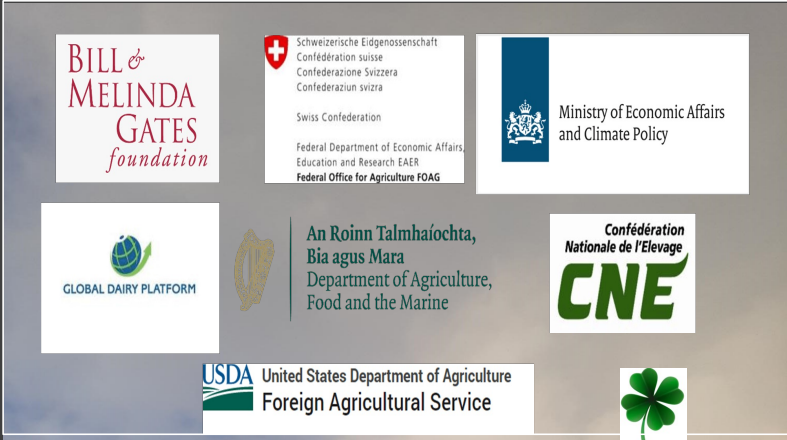 BILL &
MELINDA
GATES
foundation
Schweizerische Eidgenossenschaft
Confédération suisse
Confederazione Svizzera
Confederaziun svizra
Swiss Confederation
Federal Department of Economic Affairs,
Education and Research EAER
Federal Office for Agriculture FOAG
Ministry of Economic Affairs
and Climate Policy
GLOBAL DAIRY PLATFORM
An Roinn Talmhaíochta,
Bia agus Mara
Department of Agriculture,
Food and the Marine
Confédération
Nationale de l'Elevage
CNE
USDA United States Department of Agriculture
Foreign Agricultural Service